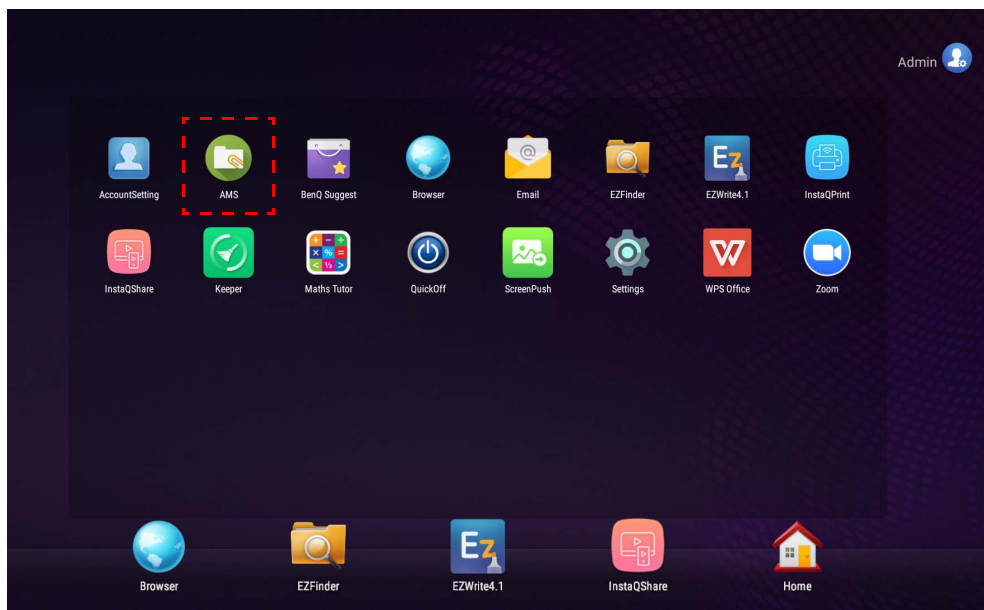 Admin
AccountSetting AMS BenQ Suggest Browser Email EZFinder EZWrite4.1 InstaQPrint
InstaQShare Keeper Maths Tutor QuickOff ScreenPush Settings WPS Office Zoom
Browser EZFinder EZWrite4.1 InstaQShare Home